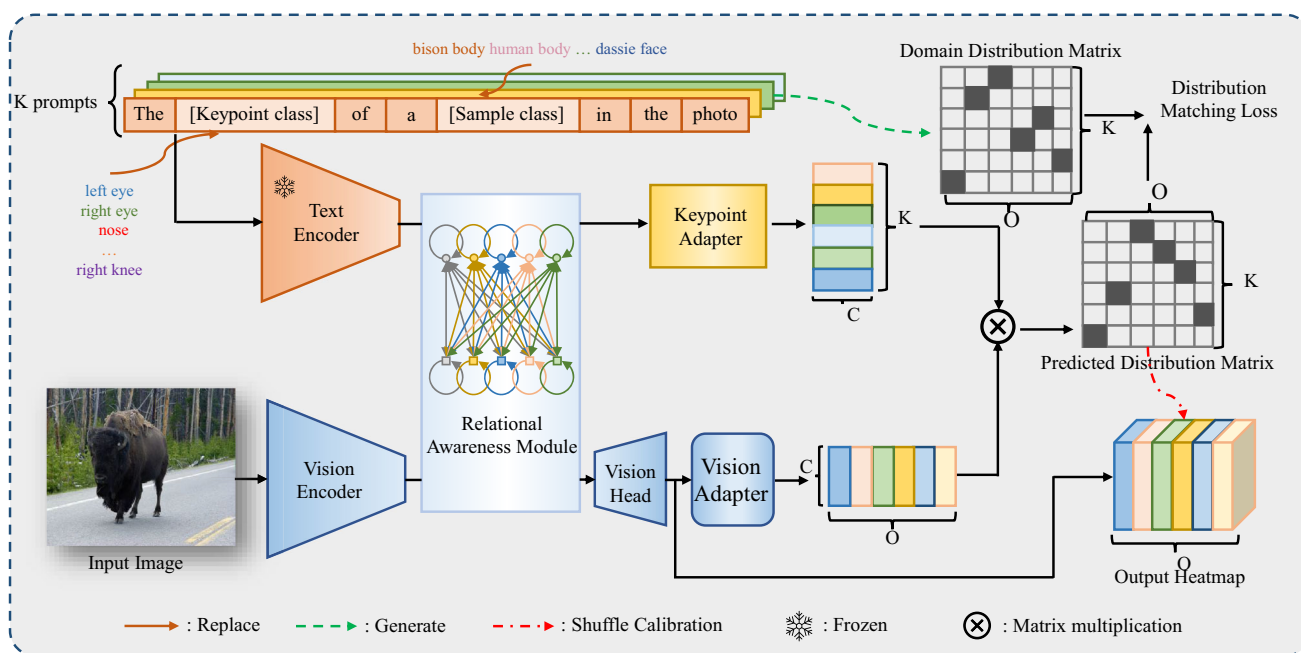 bison body human body … dassie face
Domain Distribution Matrix
K prompts
The [Keypoint class] of a [Sample class] in the photo
Distribution
Matching Loss
K
O
left eye
right eye
nose
…
right knee
Text
Encoder
Keypoint
Adapter
K
C
O
K
Predicted Distribution Matrix
Relational
Awareness Module
Vision
Encoder
Vision
Head
Vision
Adapter
C
O
Input Image
O
Output Heatmap
: Replace
: Generate
: Shuffle Calibration
: Frozen
: Matrix multiplication